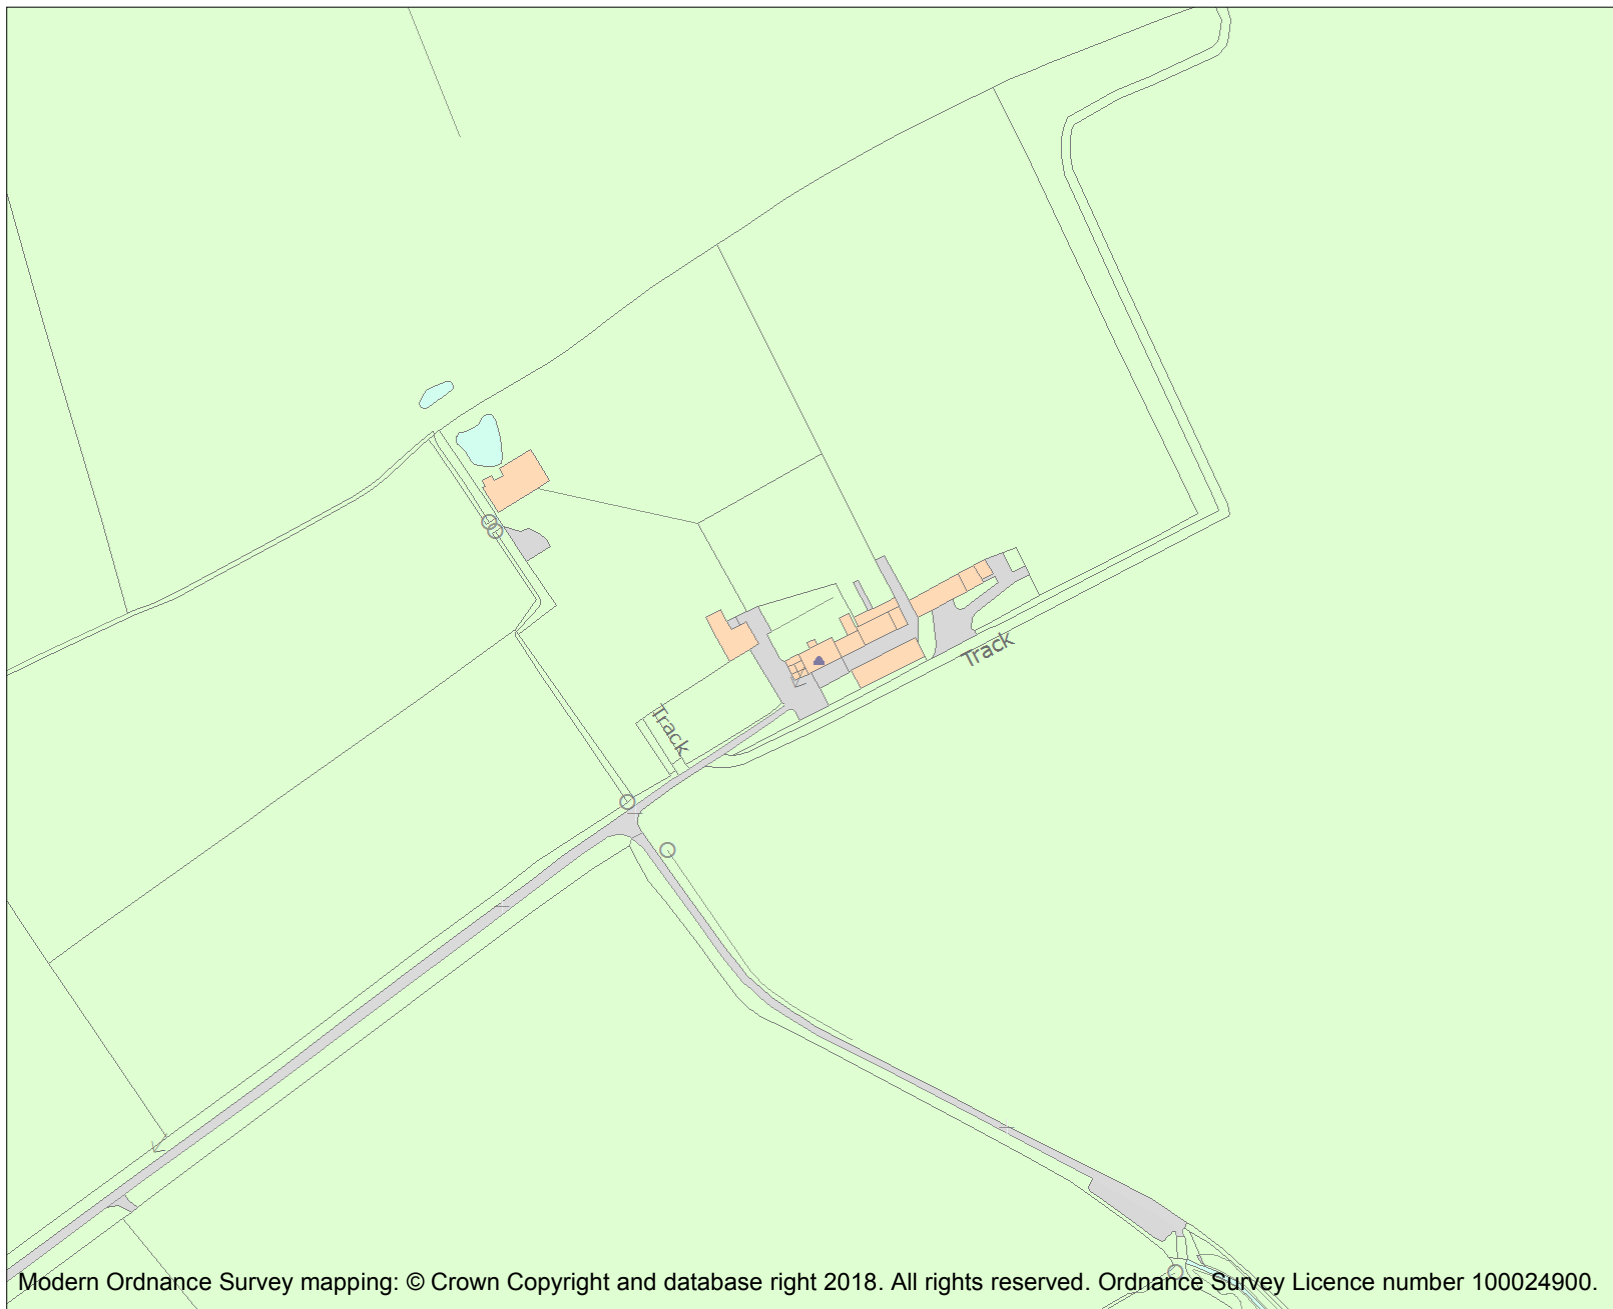 Track
Track
Modern Ordnance Survey mapping: © Crown Copyright and database right 2018. All rights reserved. Ordnance Survey Licence number 100024900.